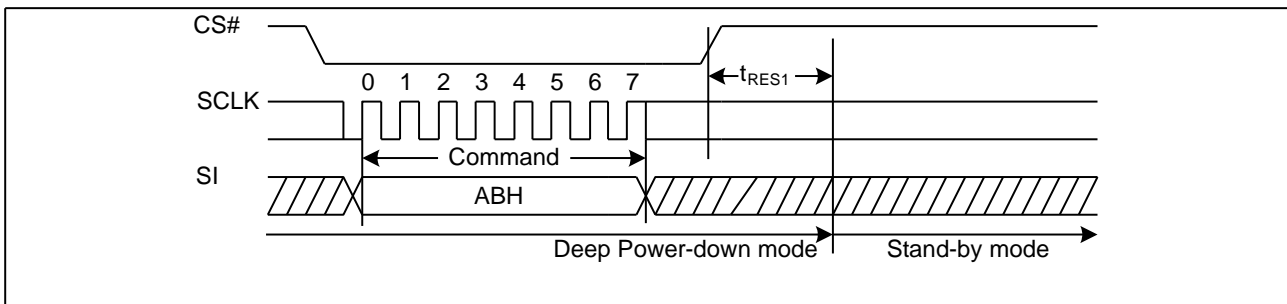 CS#
tRES1
0 1 2 3 4 5 6 7
SCLK
Command
SI
ABH
Deep Power-down mode Stand-by mode